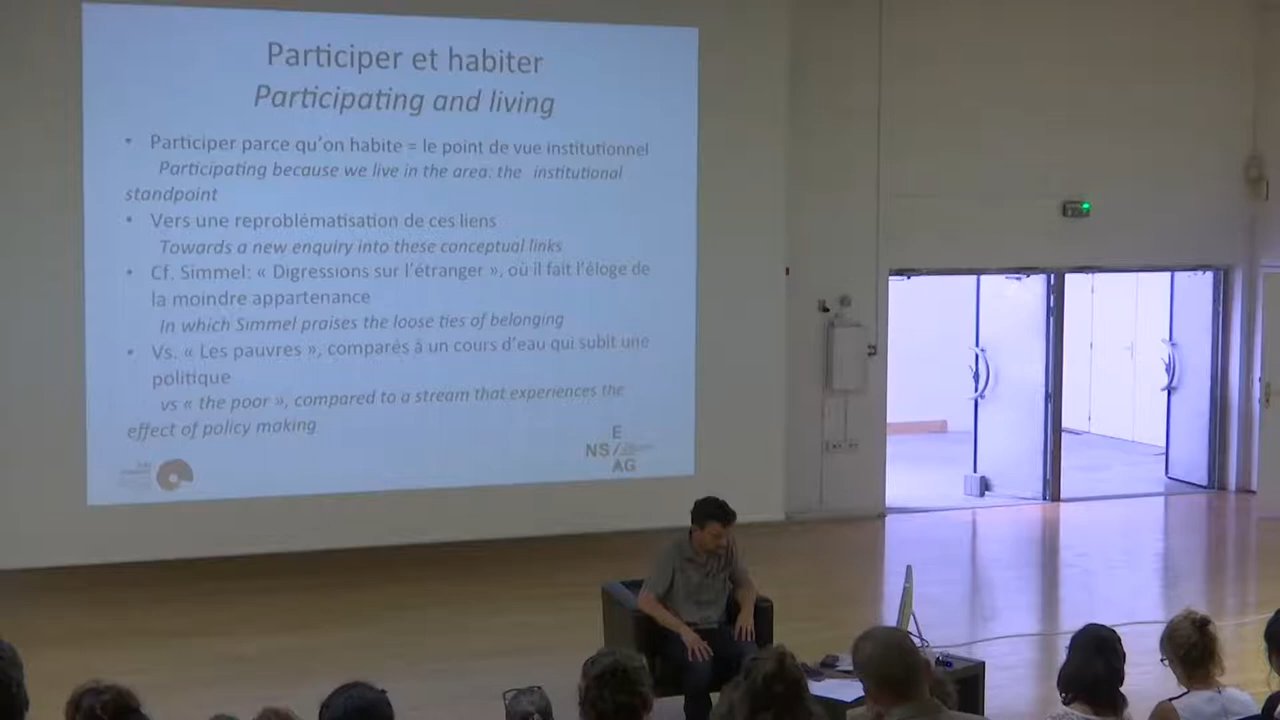 Participer et habiter
Participating and living
• Participer parce qu'on habite = le point de vue institutionnel
Participating because we live in the area: the institutional
standpoint
• Vers une reproblématisation de ces liens
Towards a new enquiry into these conceptual links
• Cf. Simmel: « Digressions sur l'étranger », où il fait l'éloge de
la moindre appartenance
In which Simmel praises the loose ties of belonging
• Vs. « Les pauvres », comparés à un cours d'eau qui subit une
politique
vs « the poor », compared to a stream that experiences the
effect of policy making
E
NS/
AG